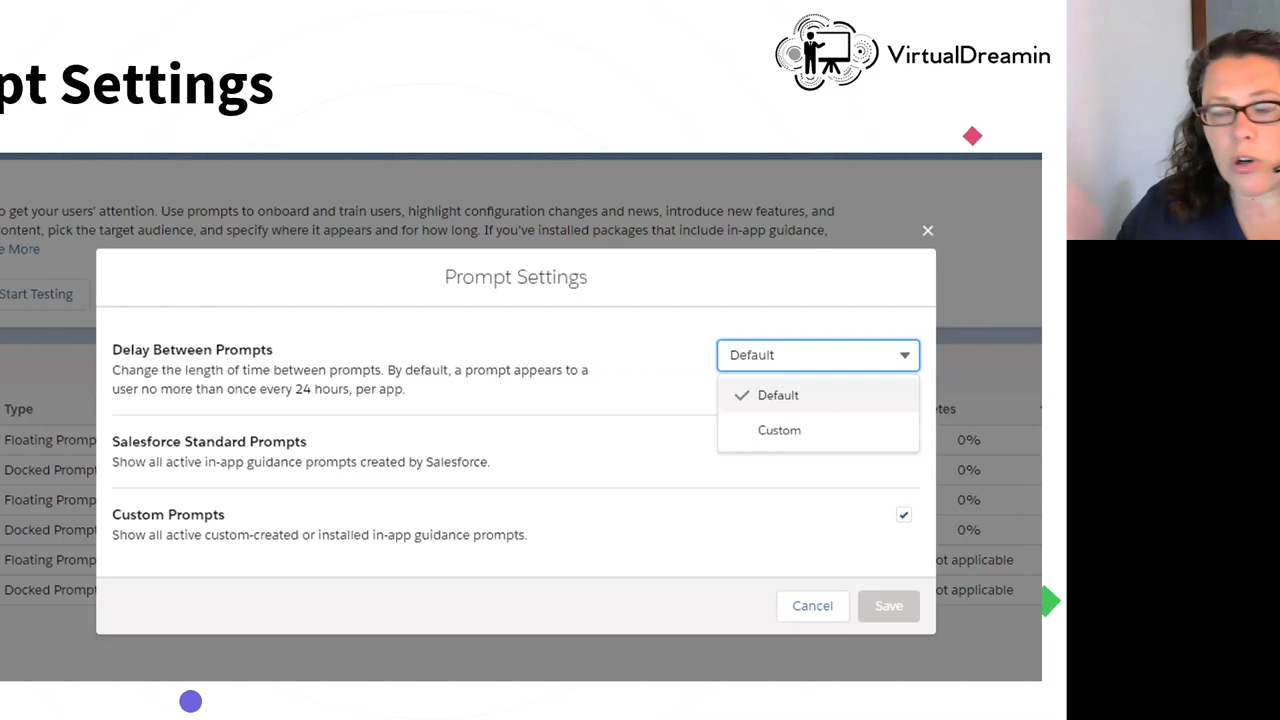 VirtualDreamin
pt Settings
to get your users' attention. Use prompts to onboard and train users, highlight configuration changes and news, introduce new features, and
content, pick the target audience, and specify where it appears and for how long. If you've installed packages that include in-app guidance,
e More
Start Testing
Prompt Settings
Delay Between Prompts
Change the length of time between prompts. By default, a prompt appears to a
user no more than once every 24 hours, per app.
Default
Default
Custom
Salesforce Standard Prompts
Show all active in-app guidance prompts created by Salesforce.
Custom Prompts
Show all active custom-created or installed in-app guidance prompts.
Cancel
Save
Type
etes
Floating Promp
0%
Docked Prompt
0%
Floating Promp
0%
Docked Prompt
0%
Floating Promp
ot applicable
Docked Prompt
ot applicable